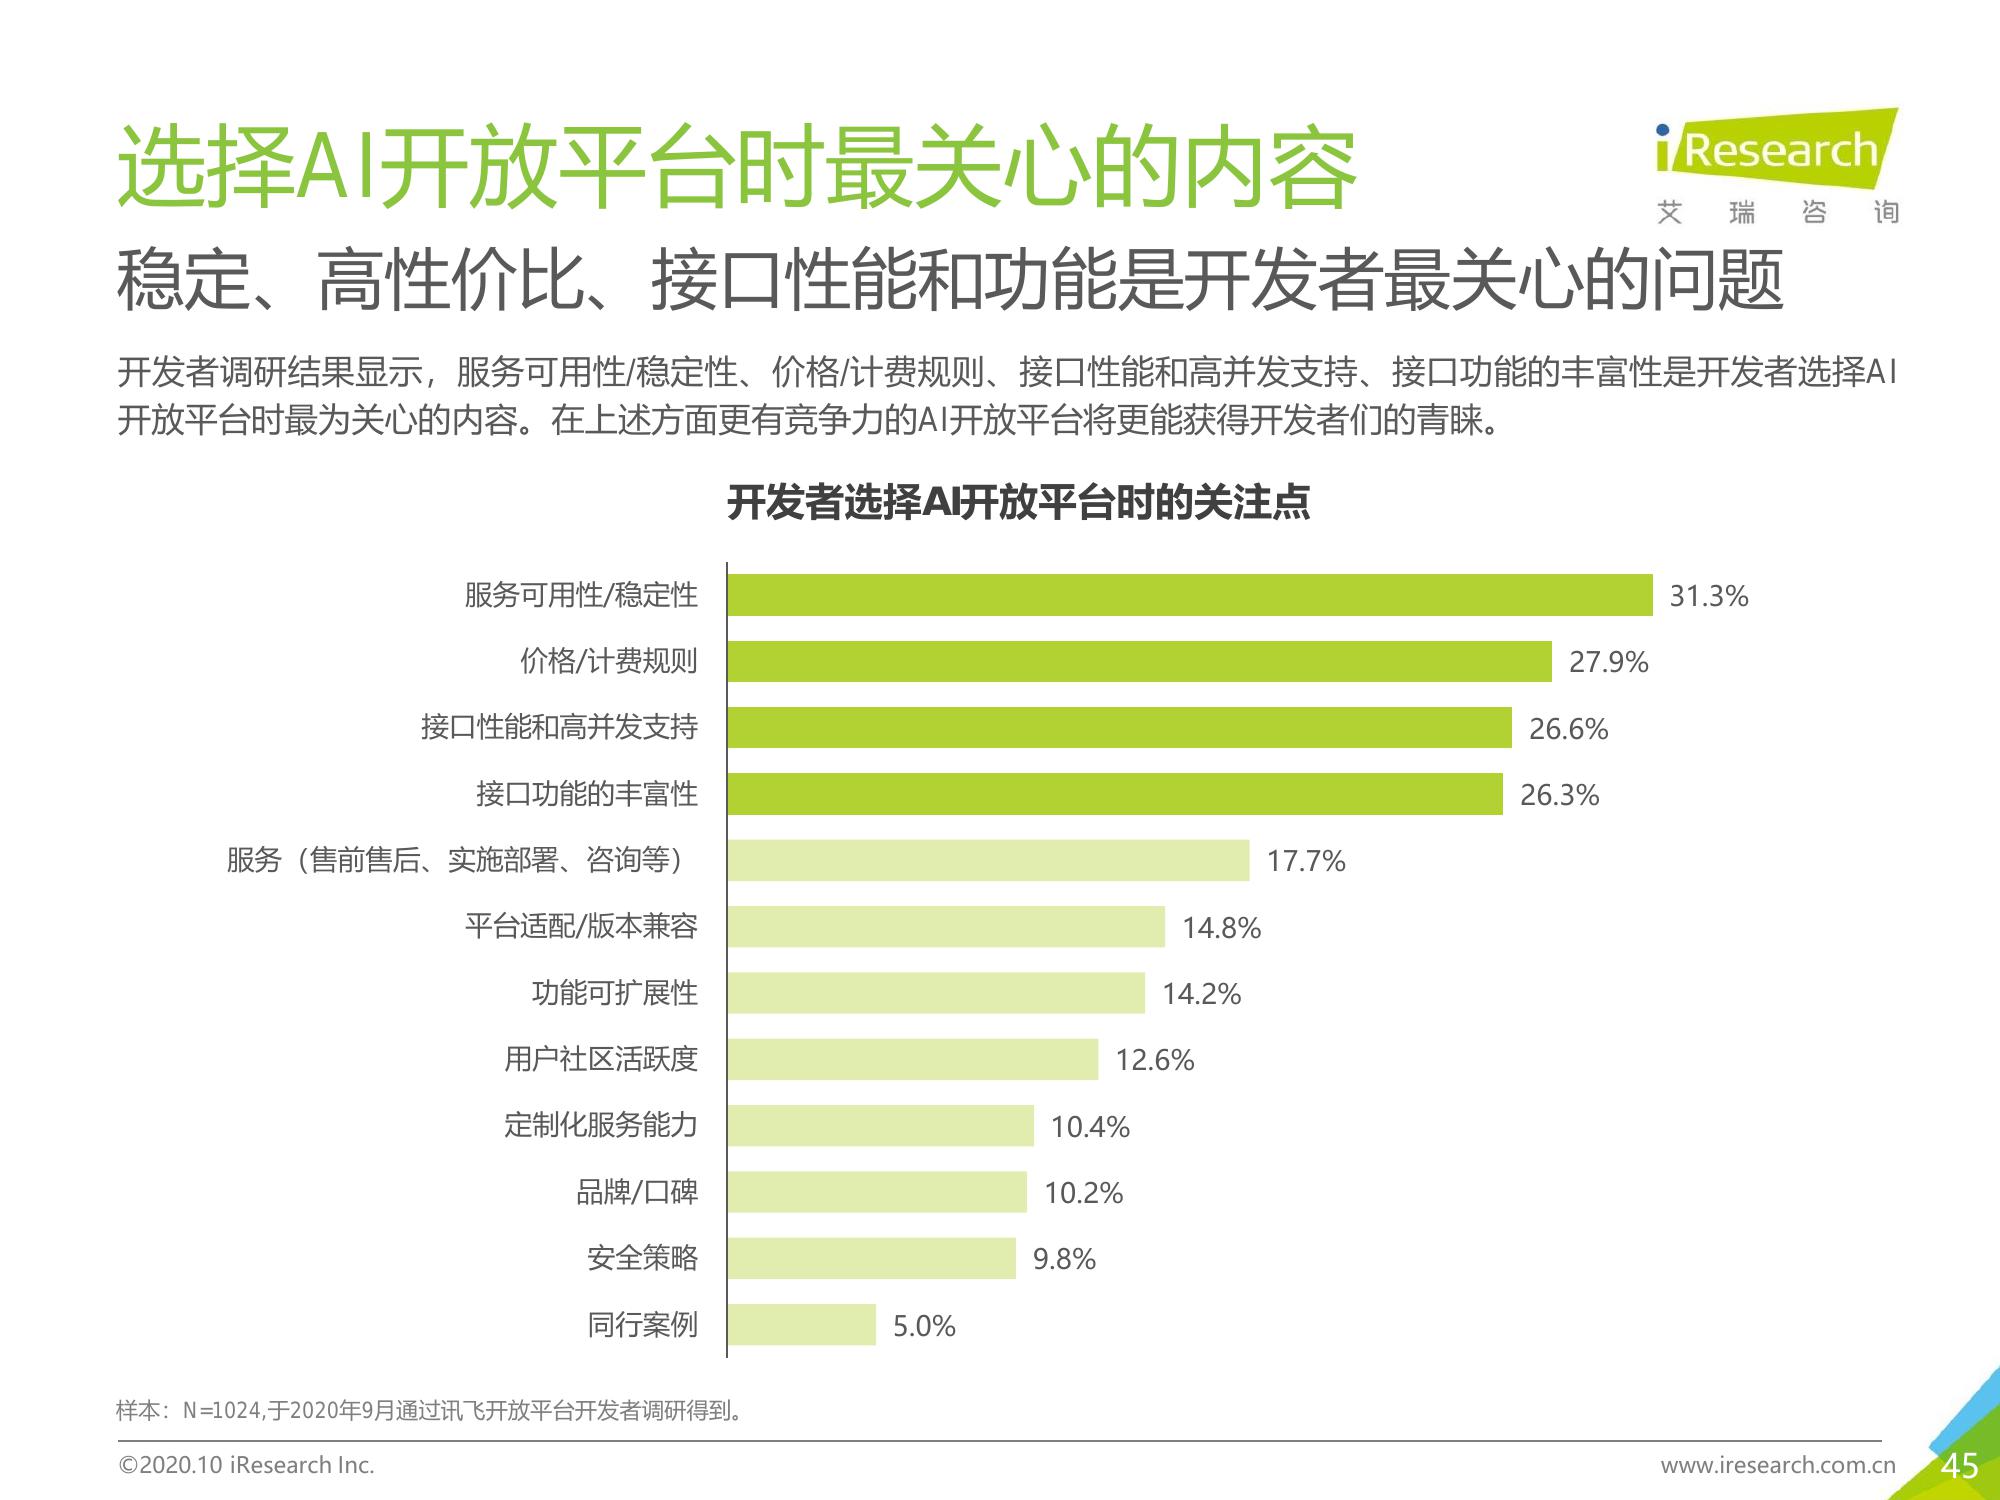 选择AI开放平台时最关心的内容
iResearch
艾瑞咨询
稳定、高性价比、接口性能和功能是开发者最关心的问题
开发者调研结果显示，服务可用性/稳定性、价格/计费规则、接口性能和高并发支持、接口功能的丰富性是开发者选择AI
开放平台时最为关心的内容。在上述方面更有竞争力的AI开放平台将更能获得开发者们的青睐。
开发者选择AI开放平台时的关注点
服务可用性/稳定性 31.3%
价格/计费规则 27.9%
接口性能和高并发支持 26.6%
接口功能的丰富性 26.3%
服务（售前售后、实施部署、咨询等） 17.7%
平台适配/版本兼容 14.8%
功能可扩展性 14.2%
用户社区活跃度 12.6%
定制化服务能力 10.4%
品牌/口碑 10.2%
安全策略 9.8%
同行案例 5.0%
样本：N=1024,于2020年9月通过讯飞开放平台开发者调研得到。
©2020.10 iResearch Inc.
www.iresearch.com.cn
45